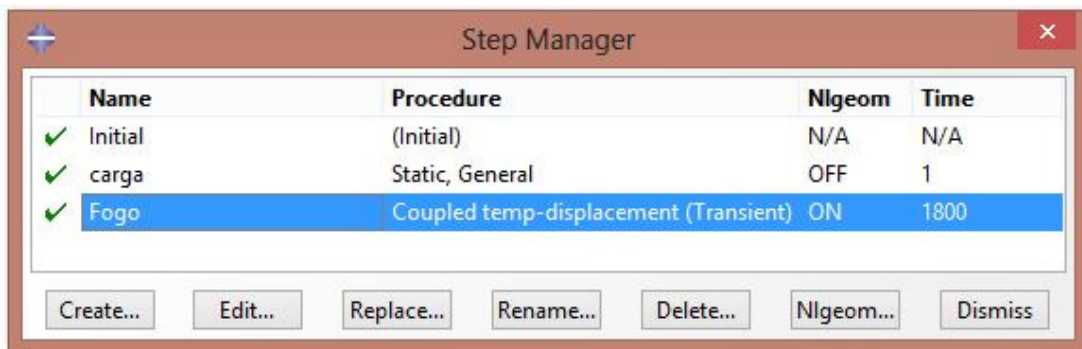 Step Manager
Name Procedure Nlgeom Time
Initial (Initial) N/A N/A
carga Static, General OFF 1
Fogo Coupled temp-displacement (Transient) ON 1800
Create... Edit... Replace... Rename... Delete... Nlgeom... Dismiss